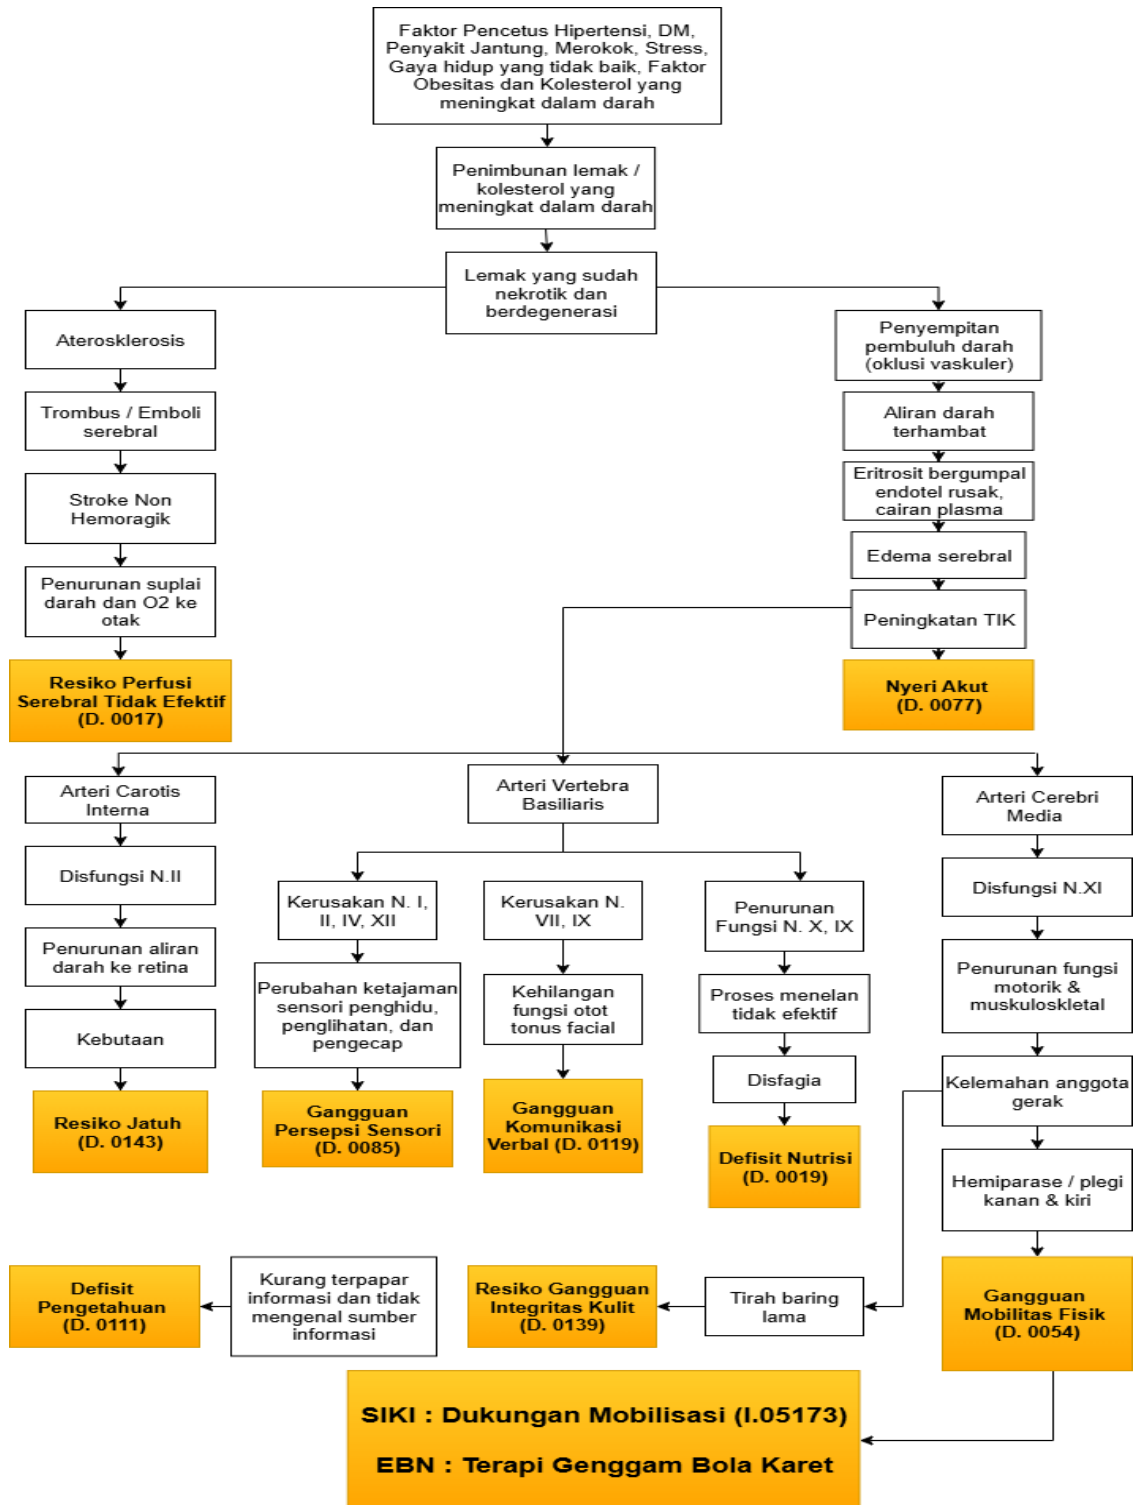 Faktor Pencetus Hipertensi, DM,
Penyakit Jantung, Merokok, Stress,
Gaya hidup yang tidak baik, Faktor
Obesitas dan Kolesterol yang
meningkat dalam darah
Penimbunan lemak /
kolesterol yang
meningkat dalam darah
Lemak yang sudah
nekrotik dan
berdegenerasi
Aterosklerosis
Trombus / Emboli
serebral
Stroke Non
Hemoragik
Penurunan suplai
darah dan O2 ke
otak
Resiko Perfusi
Serebral Tidak Efektif
(D. 0017)
Penyempitan
pembuluh darah
(oklusi vaskuler)
Aliran darah
terhambat
Eritrosit bergumpal
endotel rusak,
cairan plasma
Edema serebral
Peningkatan TIK
Nyeri Akut
(D. 0077)
Arteri Carotis
Interna
Disfungsi N.II
Penurunan aliran
darah ke retina
Kebutaan
Resiko Jatuh
(D. 0143)
Arteri Vertebra
Basiliaris
Kerusakan N. I,
II, IV, XII
Perubahan ketajaman
sensori penghidu,
penglihatan, dan
pengecap
Gangguan
Persepsi Sensori
(D. 0085)
Kerusakan N.
VII, IX
Kehilangan
fungsi otot
tonus facial
Gangguan
Komunikasi
Verbal (D. 0119)
Penurunan
Fungsi N. X, IX
Proses menelan
tidak efektif
Disfagia
Defisit Nutrisi
(D. 0019)
Arteri Cerebri
Media
Disfungsi N.XI
Penurunan fungsi
motorik &
muskuloskletal
Kelemahan anggota
gerak
Hemiparase / plegi
kanan & kiri
Gangguan
Mobilitas Fisik
(D. 0054)
Defisit
Pengetahuan
(D. 0111)
Kurang terpapar
informasi dan tidak
mengenal sumber
informasi
Resiko Gangguan
Integritas Kulit
(D. 0139)
Tirah baring
lama
SIKI : Dukungan Mobilisasi (I.05173)
EBN : Terapi Genggam Bola Karet